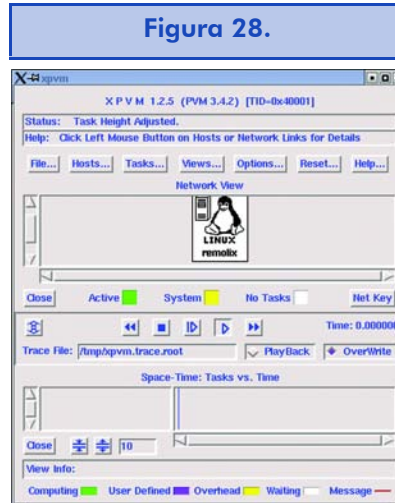 Figura 28.
xpvm
X P V M 1.2.5 (PVM 3.4.2) [TID=0x40001]
Status: Task Height Adjusted.
Help: Click Left Mouse Button on Hosts or Network Links for Details
File... Hosts... Tasks... Views... Options... Reset... Help...
Network View
LINUX
remolix
Close Active System No Tasks Net Key
Time: 0.000000
Trace File: /tmp/xpvm.trace.root PlayBack OverWrite
Space-Time: Tasks vs. Time
Close 10
View Info:
Computing User Defined Overhead Waiting Message